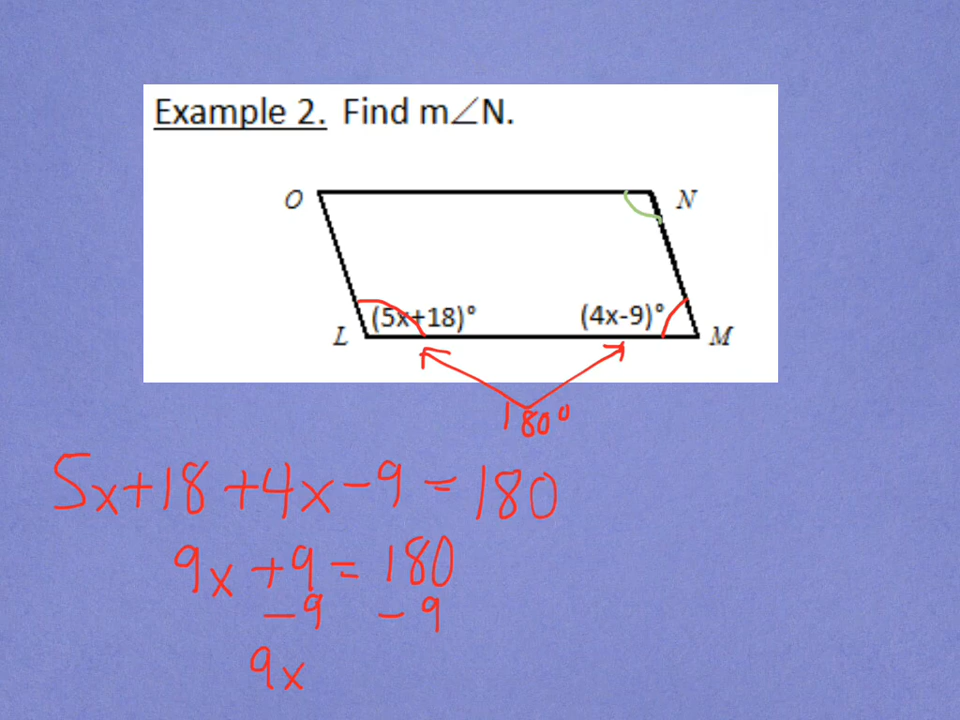 Example 2. Find m∠N.
O N
(5x+18)° (4x-9)°
L M
180°
5x+18+4x-9=180
9x+9=180
-9 -9
9x